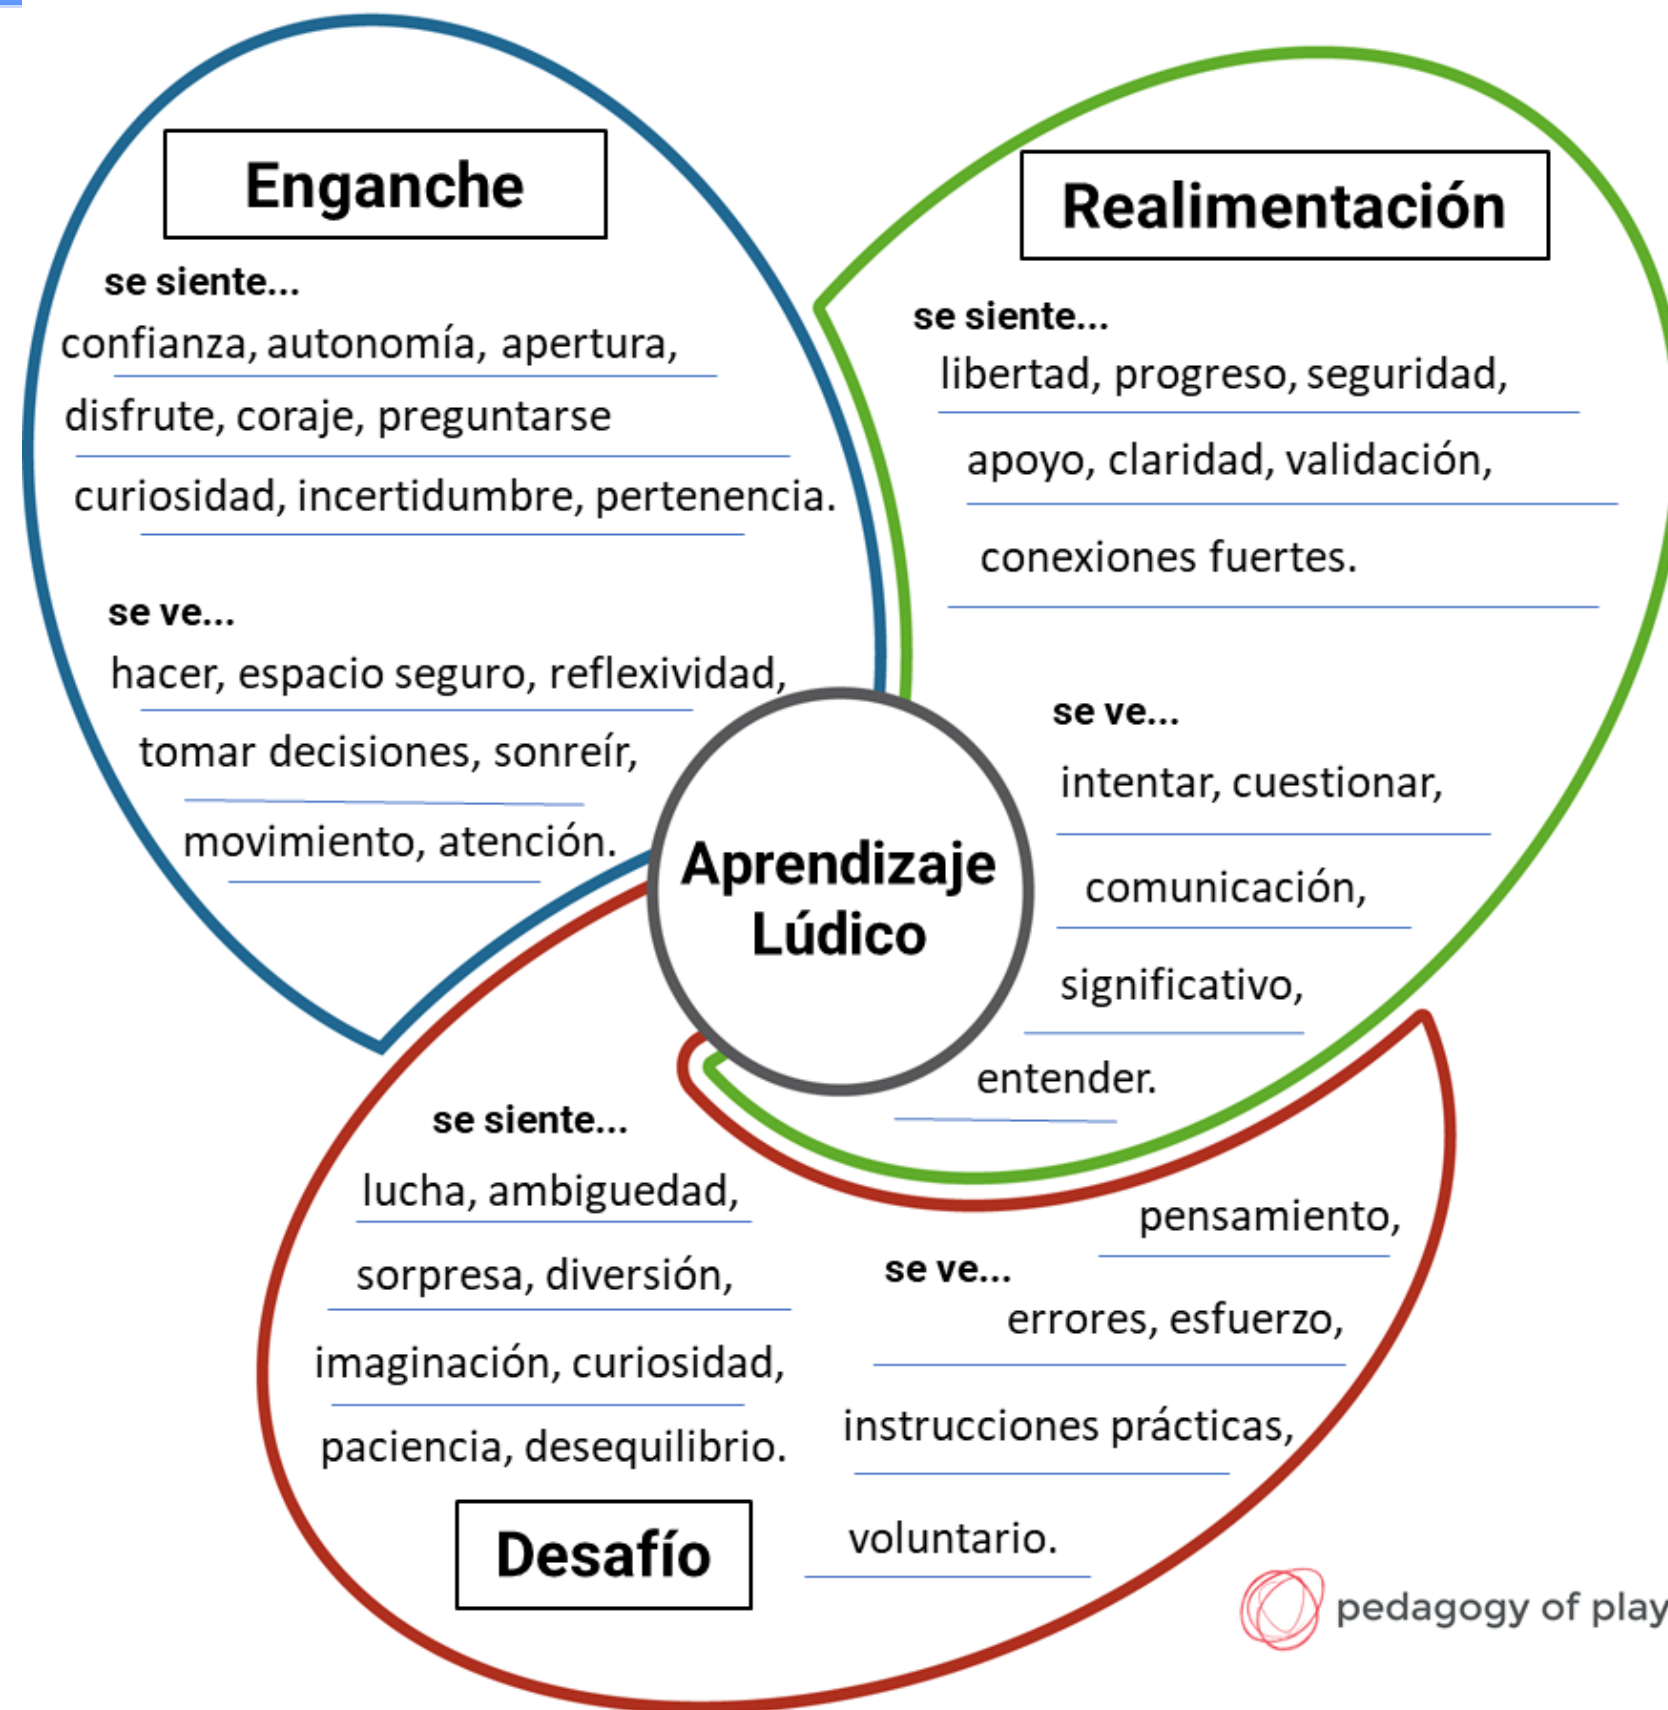 Enganche
se siente...
confianza, autonomía, apertura,
disfrute, coraje, preguntarse
curiosidad, incertidumbre, pertenencia.
se ve...
hacer, espacio seguro, reflexividad,
tomar decisiones, sonreír,
movimiento, atención.
Realimentación
se siente...
libertad, progreso, seguridad,
apoyo, claridad, validación,
conexiones fuertes.
se ve...
intentar, cuestionar,
comunicación,
significativo,
entender.
Aprendizaje
Lúdico
se siente...
lucha, ambiguedad,
sorpresa, diversión,
imaginación, curiosidad,
paciencia, desequilibrio.
Desafío
se ve...
pensamiento,
errores, esfuerzo,
instrucciones prácticas,
voluntario.
pedagogy of play